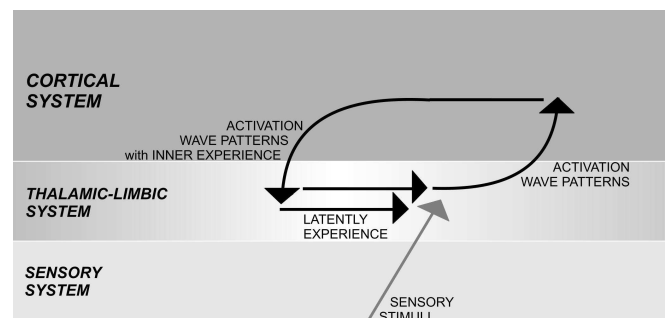 CORTICAL
SYSTEM
ACTIVATION
WAVE PATTERNS
with INNER EXPERIENCE
ACTIVATION
WAVE PATTERNS
THALAMIC-LIMBIC
SYSTEM
LATENTLY
EXPERIENCE
SENSORY
SYSTEM
SENSORY
STIMULI